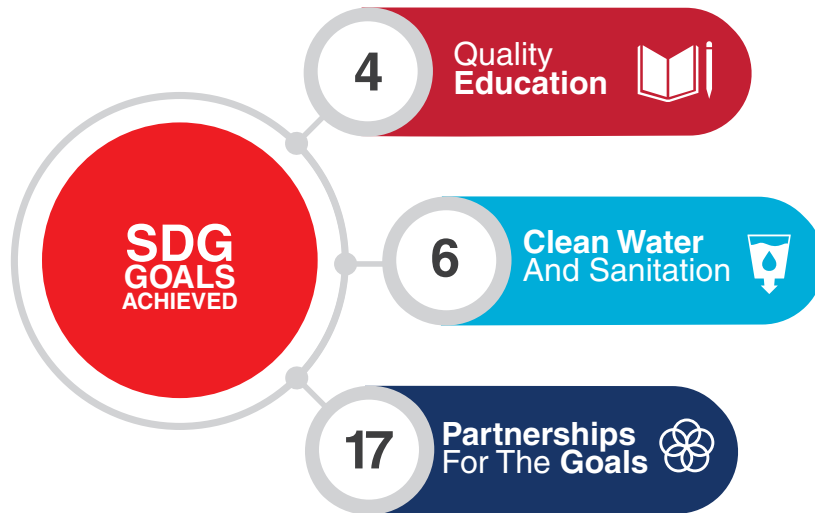 SDG
GOALS
ACHIEVED
4
Quality
Education
6
Clean Water
And Sanitation
17
Partnerships
For The Goals